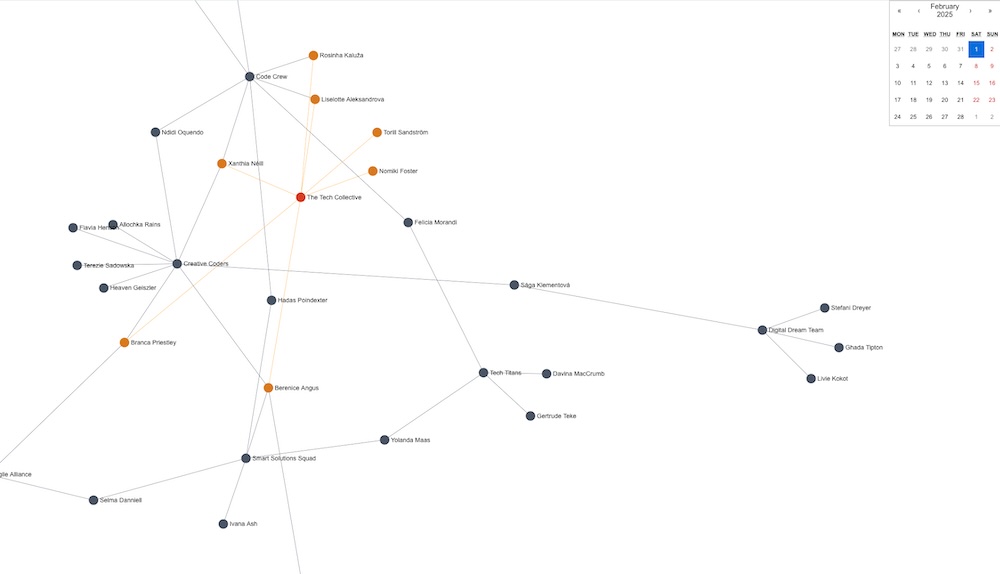 « ‹ February 2025 › »
MON TUE WED THU FRI SAT SUN
27 28 29 30 31 1 2
3 4 5 6 7 8 9
10 11 12 13 14 15 16
17 18 19 20 21 22 23
24 25 26 27 28 1 2
Rosinha Kaluža
Code Crew
Liselotte Aleksandrova
Ndidi Oquendo
Torill Sandström
Xanthia Neill
Nomiki Foster
The Tech Collective
Felicia Morandi
Allochka Rains
Flavia
Creative Coders
Terezie Sadowska
Heaven Geiszler
Sága Klementová
Hadas Poindexter
Stefani Dreyer
Digital Dream Team
Branca Priestley
Ghada Tipton
Tech Titans
Davina MacCrumb
Livie Kokot
Berenice Angus
Gertrude Teke
Yolanda Maas
Smart Solutions Squad
gile Alliance
Selma Danniell
Ivana Ash